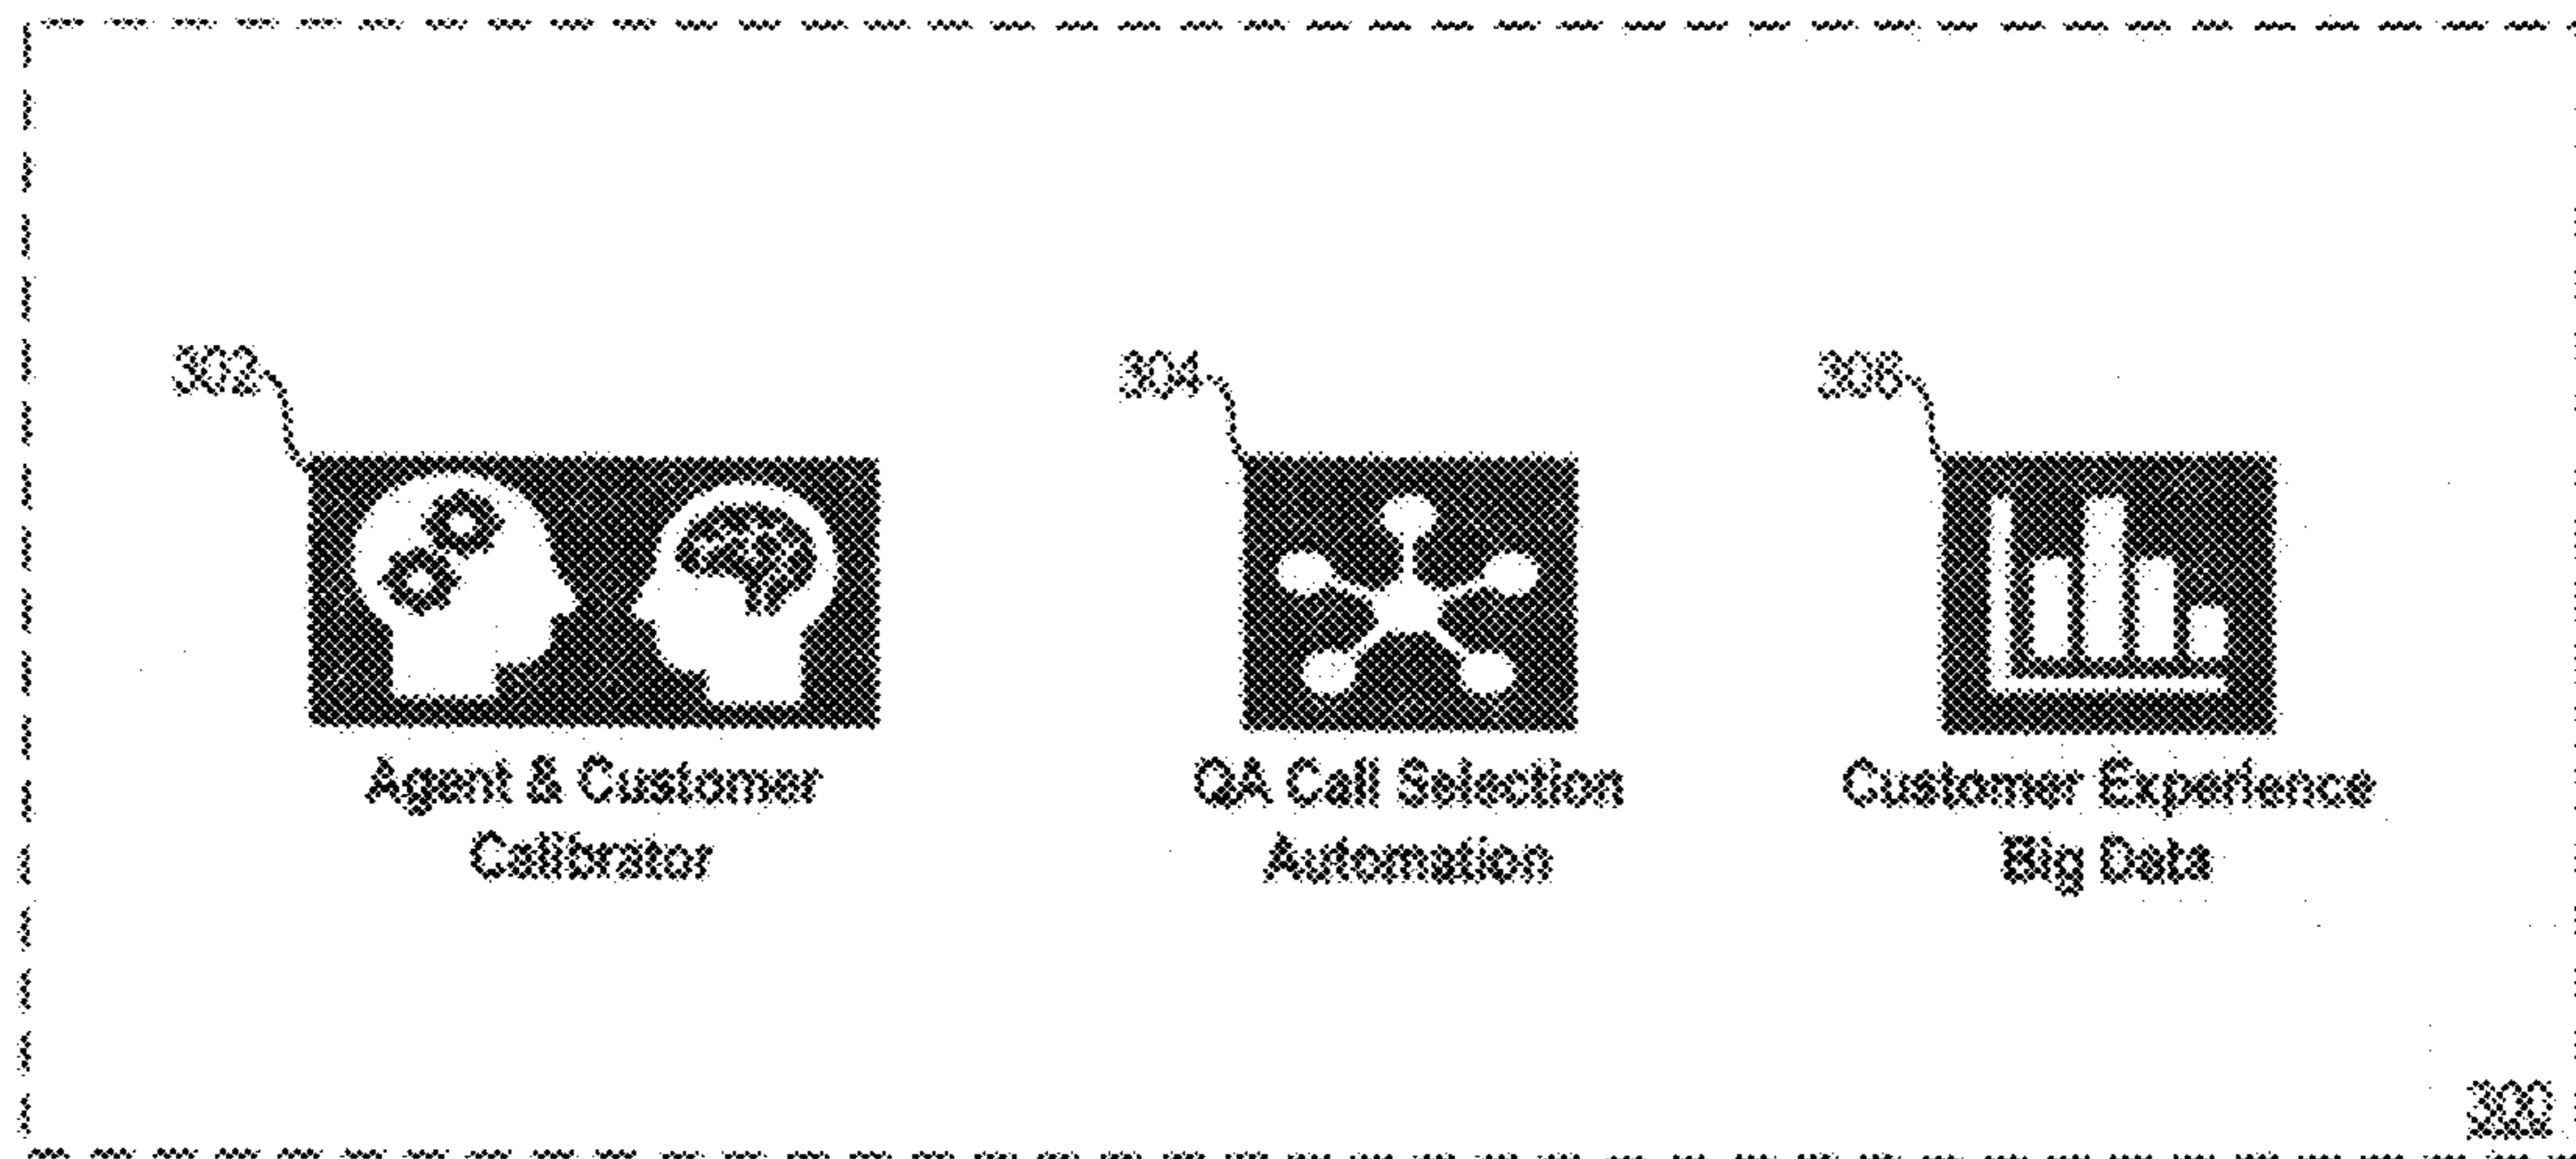 302
304
306
Agent & Customer
Calibrator
QA Call Selection
Automation
Customer Experience
Big Data
300